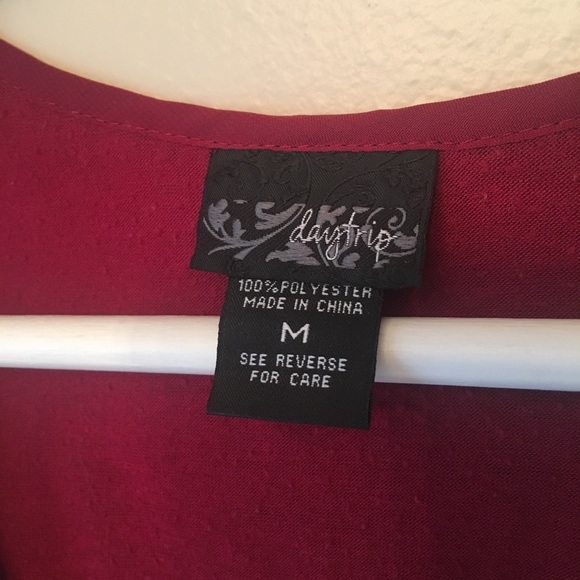 daytrip
100% POLYESTER
MADE IN CHINA
M
SEE REVERSE
FOR CARE